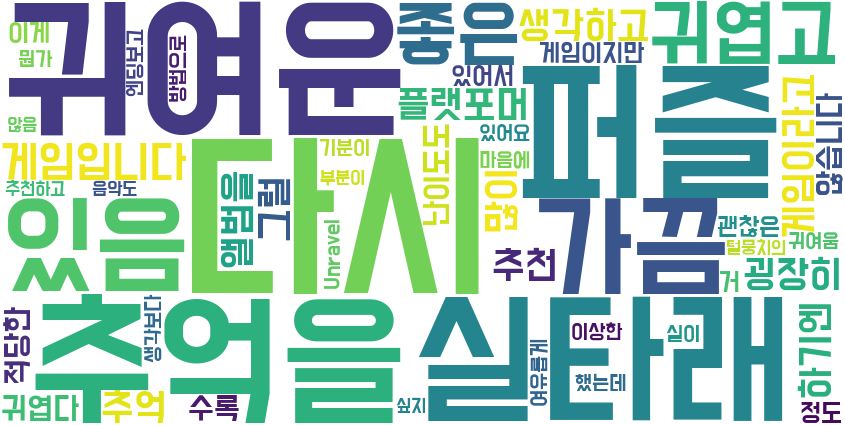 이게
뭔가
엔딩보고
방법으로
귀여운
좋은
생각하고
게임이지만
귀엽고
있어서
플랫포머
퍼즐
않음
게임입니다
다시
기분이
난이도도
있어요
마음에
게임이라고
않습니다
추천하고
음악도
앨범을
그럴
부분이
많이
있음
Unravel
가끔
괜찮은
털뭉치의
귀여움
추천
거
굉장히
적당한
생각보다
추억을
실타래
이상한
실이
하기엔
여유롭게
했는데
귀엽다
추억
수록
싶지
정도